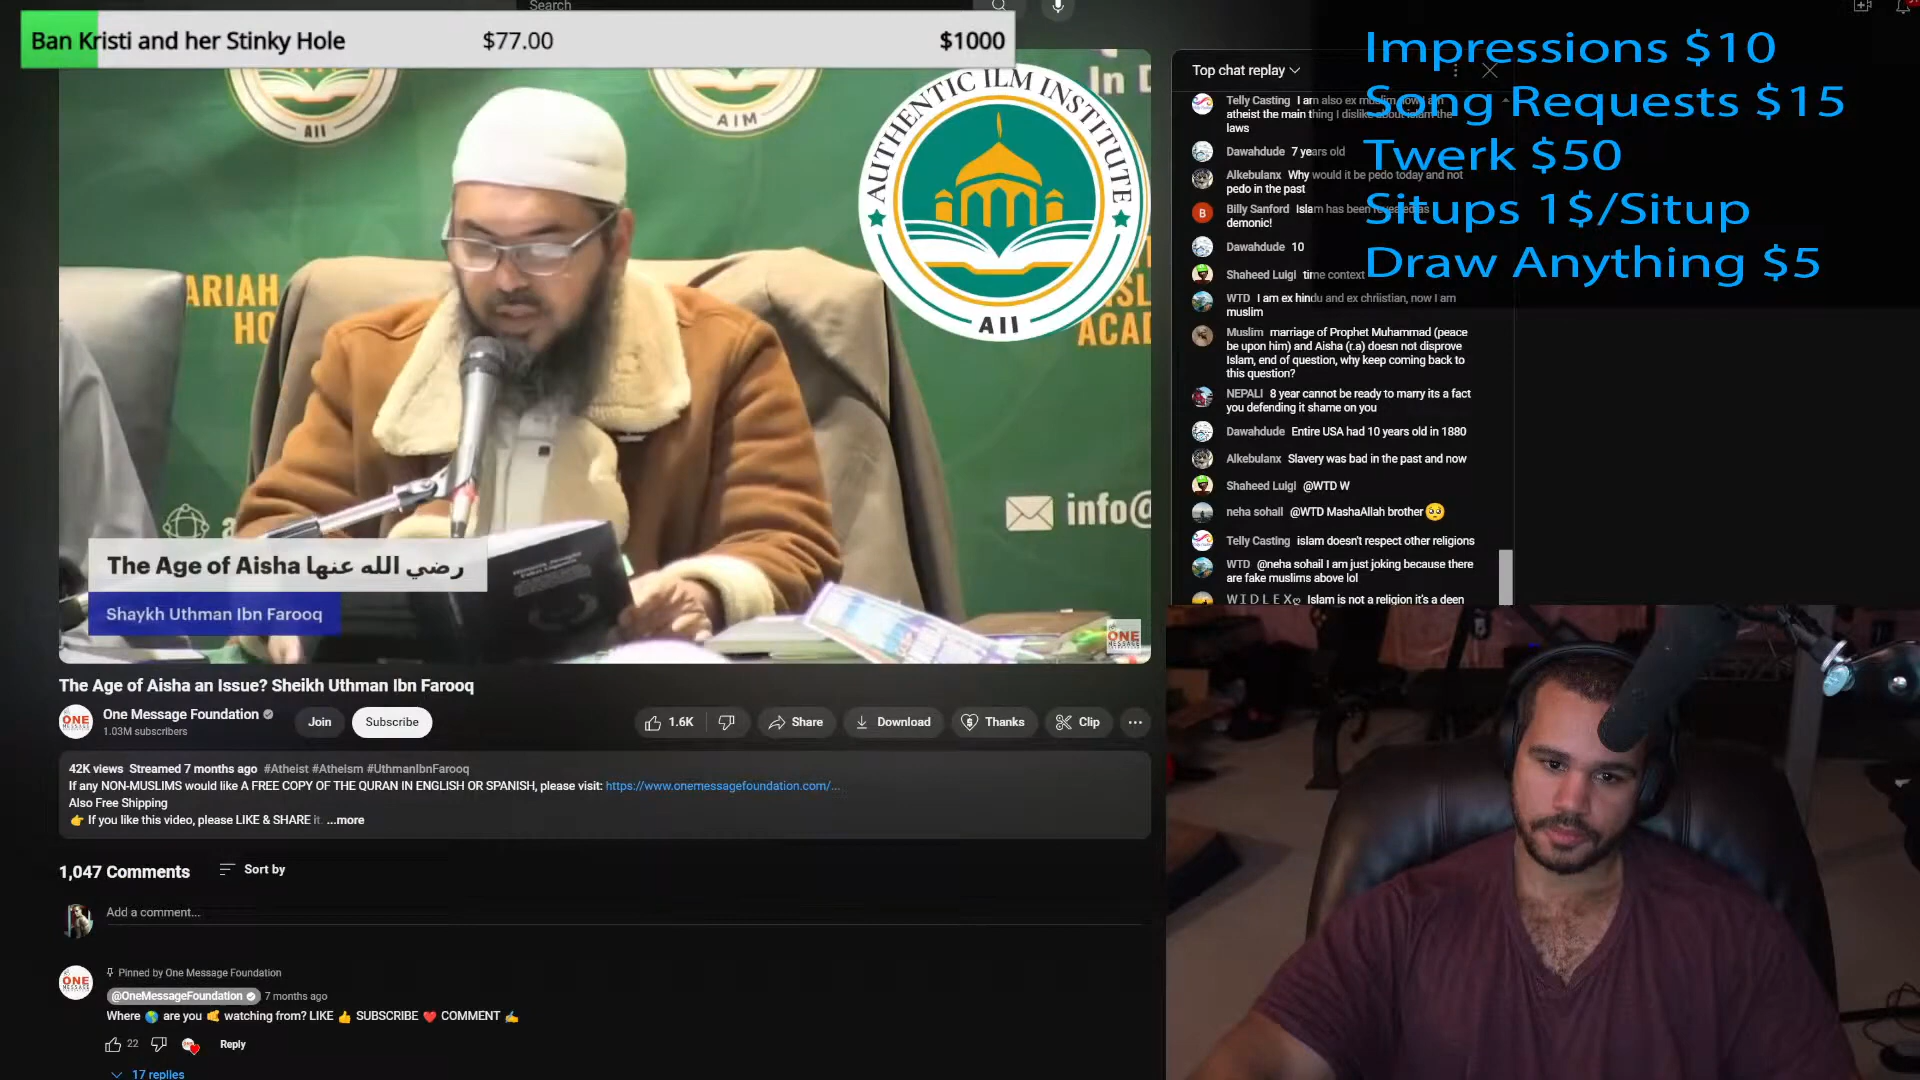 Search
Ban Kristi and her Stinky Hole $77.00 $1000
Impressions $10
Song Requests $15
Twerk $50
Situps 1$/Situp
Draw Anything $5
AII
AIM
In D
AUTHENTIC ILM INSTITUTE
AII
ARIAH
HO
ISL
ACAD
info@
The Age of Aisha رضي الله عنها
Shaykh Uthman Ibn Farooq
ONE
MESSAGE
Top chat replay
Telly Casting I am also ex muslim now I am
atheist the main thing I dislike about islam the
laws
Dawahdude 7 years old
Alkebulanx Why would it be pedo today and not
pedo in the past
B
Billy Sanford Islam has been revealed as
demonic!
Dawahdude 10
Shaheed Luigi time context
WTD I am ex hindu and ex chriistian, now I am
muslim
Muslim marriage of Prophet Muhammad (peace
be upon him) and Aisha (r.a) doesn not disprove
Islam, end of question, why keep coming back to
this question?
NEPALI 8 year cannot be ready to marry its a fact
you defending it shame on you
Dawahdude Entire USA had 10 years old in 1880
Alkebulanx Slavery was bad in the past and now
Shaheed Luigi @WTD W
neha sohail @WTD MashaAllah brother🥺
Telly Casting islam doesn't respect other religions
WTD @neha sohail I am just joking because there
are fake muslims above lol
W I D L E X Islam is not a religion it's a deen
The Age of Aisha an Issue? Sheikh Uthman Ibn Farooq
ONE
MESSAGE
One Message Foundation
1.03M subscribers
Join
Subscribe
1.6K
Share
Download
Thanks
Clip
42K views Streamed 7 months ago #Atheist #Atheism #UthmanIbnFarooq
If any NON-MUSLIMS would like A FREE COPY OF THE QURAN IN ENGLISH OR SPANISH, please visit: https://www.onemessagefoundation.com/...
Also Free Shipping
👉 If you like this video, please LIKE & SHARE it. ...more
1,047 Comments
Sort by
Add a comment...
Pinned by One Message Foundation
ONE
MESSAGE
@OneMessageFoundation 7 months ago
Where 🌎 are you 🤙 watching from? LIKE 👍 SUBSCRIBE ❤️ COMMENT ✍️
22
Reply
17 replies